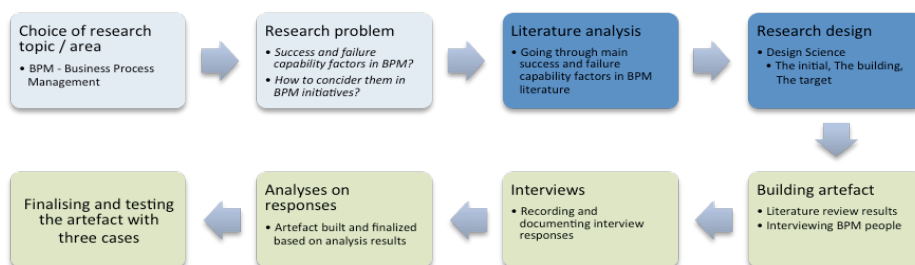 Choice of research
topic / area
• BPM - Business Process
Management
Research problem
• Success and failure
capability factors in BPM?
• How to concider them in
BPM initiatives?
Literature analysis
• Going through main
success and failure
capability factors in BPM
literature
Research design
• Design Science
• The initial, The building,
The target
Building artefact
• Literature review results
• Interviewing BPM people
Interviews
• Recording and
documenting interview
responses
Analyses on
responses
• Artefact built and finalized
based on analysis results
Finalising and testing
the artefact with
three cases